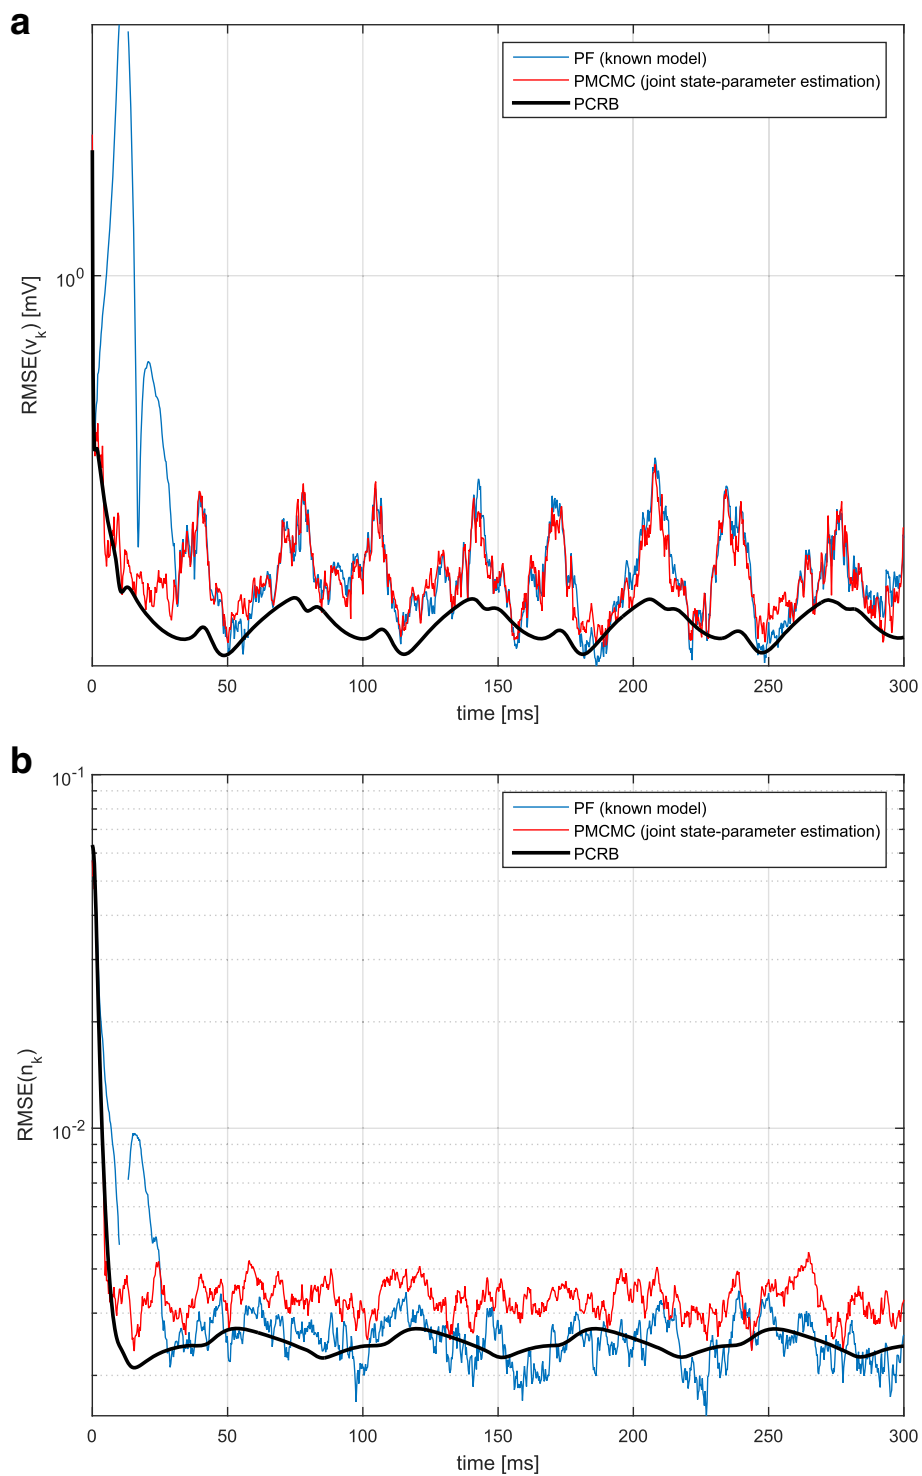 a
PF (known model)
PMCMC (joint state-parameter estimation)
PCRB
10^0
RMSE(v_k) [mV]
0 50 100 150 200 250 300
time [ms]
b
10^-1
PF (known model)
PMCMC (joint state-parameter estimation)
PCRB
RMSE(n_k)
10^-2
0 50 100 150 200 250 300
time [ms]